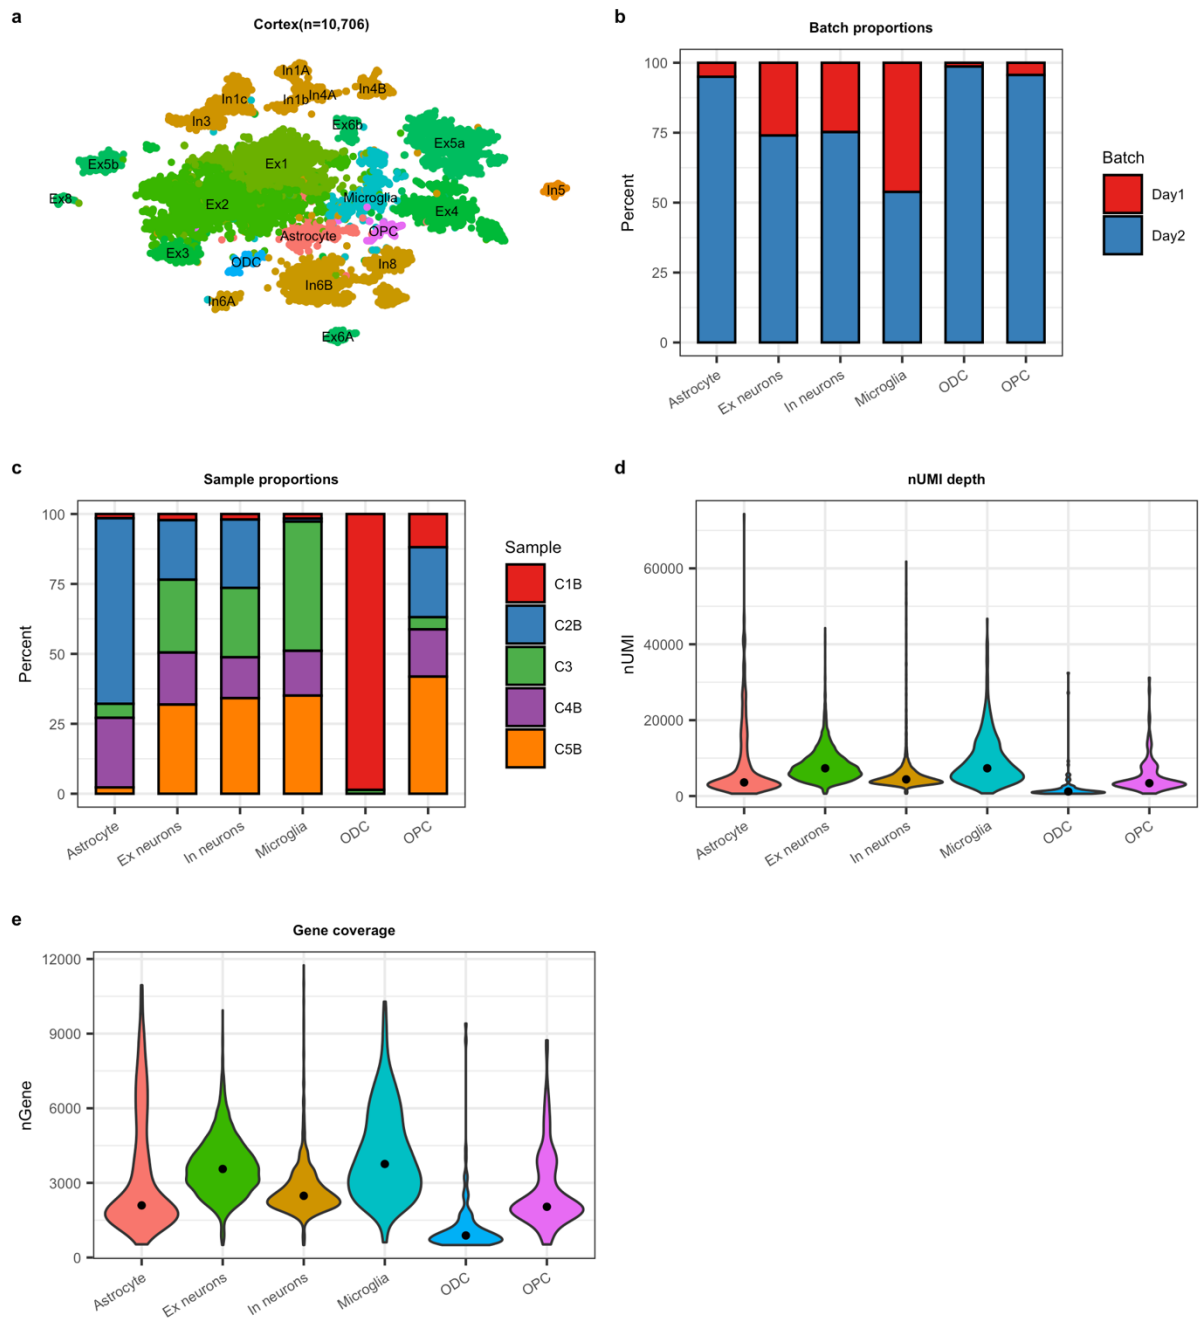 a
Cortex(n=10,706)
In1A
In1c
In1b
In4A
In4B
In3
Ex6b
Ex5a
Ex5b
Ex1
Ex8
Ex2
Microglia
In5
Ex4
Astrocyte
OPC
Ex3
ODC
In8
In6B
In6A
Ex6A
b
Batch proportions
Percent
100
75
50
25
0
Astrocyte
Ex neurons
In neurons
Microglia
ODC
OPC
Batch
Day1
Day2
c
Sample proportions
Percent
100
75
50
25
0
Astrocyte
Ex neurons
In neurons
Microglia
ODC
OPC
Sample
C1B
C2B
C3
C4B
C5B
d
nUMI depth
nUMI
60000
40000
20000
0
Astrocyte
Ex neurons
In neurons
Microglia
ODC
OPC
e
Gene coverage
nGene
12000
9000
6000
3000
0
Astrocyte
Ex neurons
In neurons
Microglia
ODC
OPC